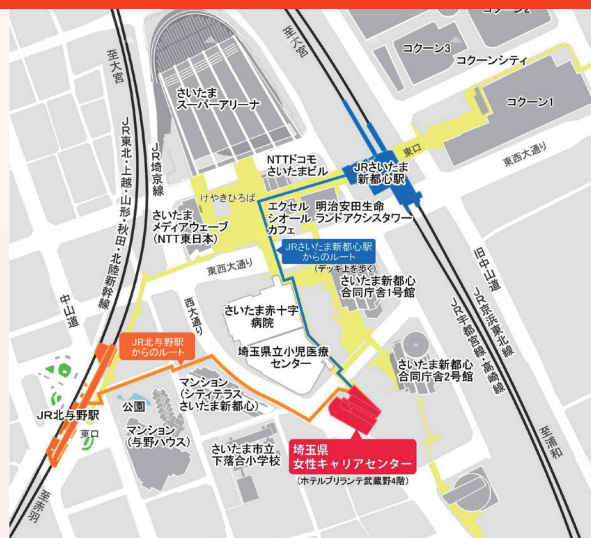 コクーン2
コクーン3
コクーンシティ
コクーン1
至大宮
至大宮
さいたま
スーパーアリーナ
JR埼京線
JR東北・上越・山形・秋田・北陸新幹線
NTTドコモ
さいたまビル
JRさいたま
新都心駅
東口
東西大通り
けやきひろば
さいたま
メディアウェーブ
(NTT東日本)
エクセル
シオール
カフェ
明治安田生命
ランドアクシスタワー
JRさいたま新都心駅
からのルート
(デッキ上を歩く)
東西大通り
さいたま新都心
合同庁舎1号館
中山道
西大通り
さいたま赤十字
病院
旧中山道
JR京浜東北線
JR宇都宮線・高崎線
JR北与野駅
からのルート
埼玉県立小児医療
センター
さいたま新都心
合同庁舎2号館
JR北与野駅
東口
公園
マンション
(シティテラス
さいたま新都心)
マンション
(与野ハウス)
さいたま市立
下落合小学校
埼玉県
女性キャリアセンター
(ホテルブリランテ武蔵野4階)
至浦和
至赤羽